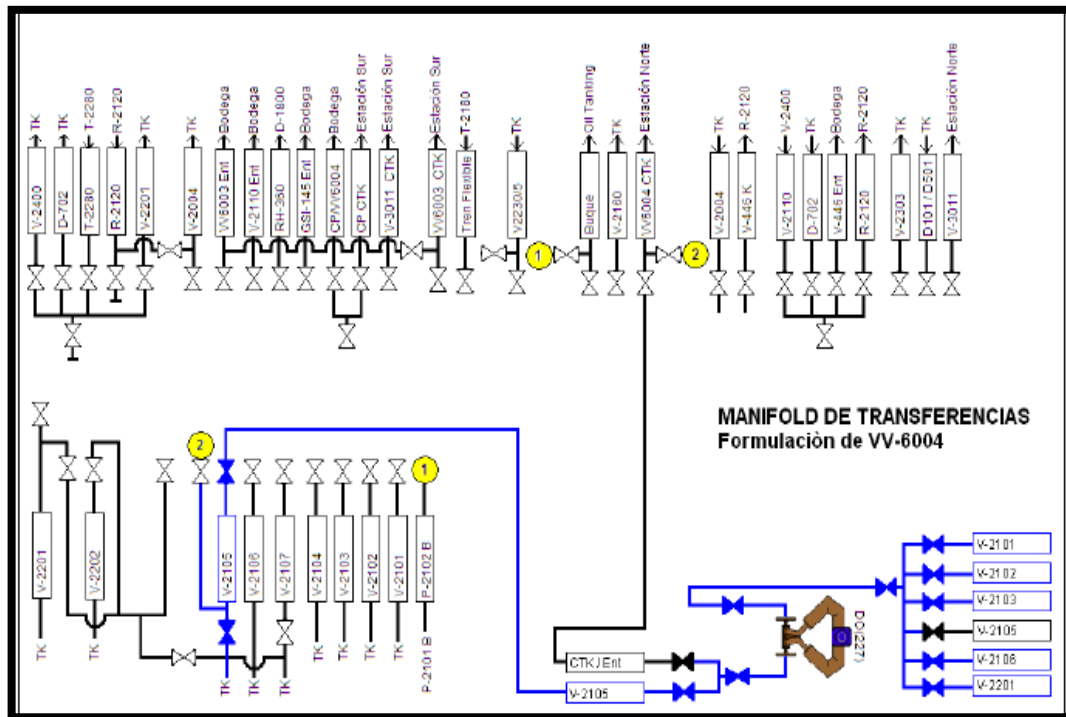 TK
TK
T-2280
R-2120
TK
TK
Bodega
Bodega
D-1800
Bodega
Bodega
Estación Sur
Estación Sur
Estación Sur
T-2180
TK
Oil Tanking
TK
Estación Norte
TK
R-2120
V-2400
TK
Bodega
R-2120
TK
TK
Estación Norte
V-2400
D-702
T-2280
R-2120
V-2201
V-2004
VV6003 Ent
V-2110 Ent
RH-360
GSI-145 Ent
CP/VV6004
CP CTK
V-3011 CTK
VV6003 CTK
Tren Flexible
V22305
Buque
V-2160
VV6004 CTK
V-2004
V-446 K
V-2110
D-702
V-446 Ent
R-2120
V-2303
D101 / D501
V-3011
1
2
MANIFOLD DE TRANSFERENCIAS
Formulaciòn de VV-6004
2
1
V-2201
V-2202
V-2105
V-2106
V-2107
V-2104
V-2103
V-2102
V-2101
P-2102 B
TK
TK
TK
TK
TK
TK
TK
TK
TK
P-2101 B
CTK / Ent
V-2105
DOI227)
V-2101
V-2102
V-2103
V-2105
V-2106
V-2201